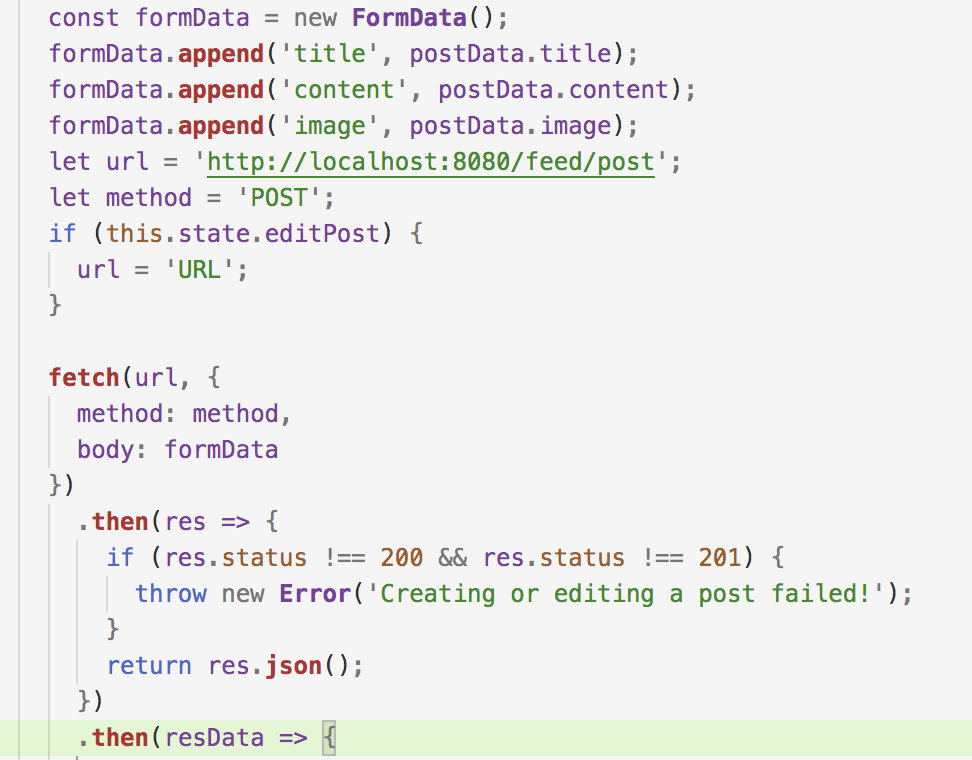 const formData = new FormData();
formData.append('title', postData.title);
formData.append('content', postData.content);
formData.append('image', postData.image);
let url = 'http://localhost:8080/feed/post';
let method = 'POST';
if (this.state.editPost) {
  url = 'URL';
}

fetch(url, {
  method: method,
  body: formData
})
  .then(res => {
    if (res.status !== 200 && res.status !== 201) {
      throw new Error('Creating or editing a post failed!');
    }
    return res.json();
  })
  .then(resData => {